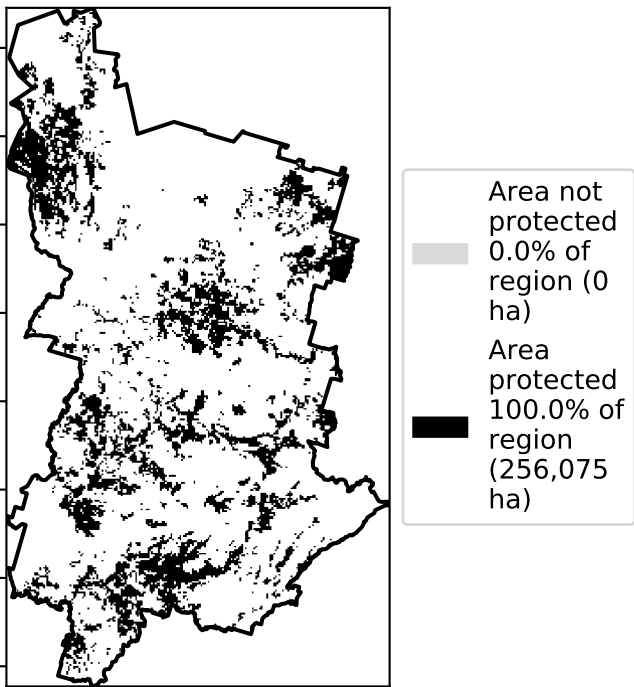 Area not
protected
0.0% of
region (0
ha)
Area
protected
100.0% of
region
(256,075
ha)